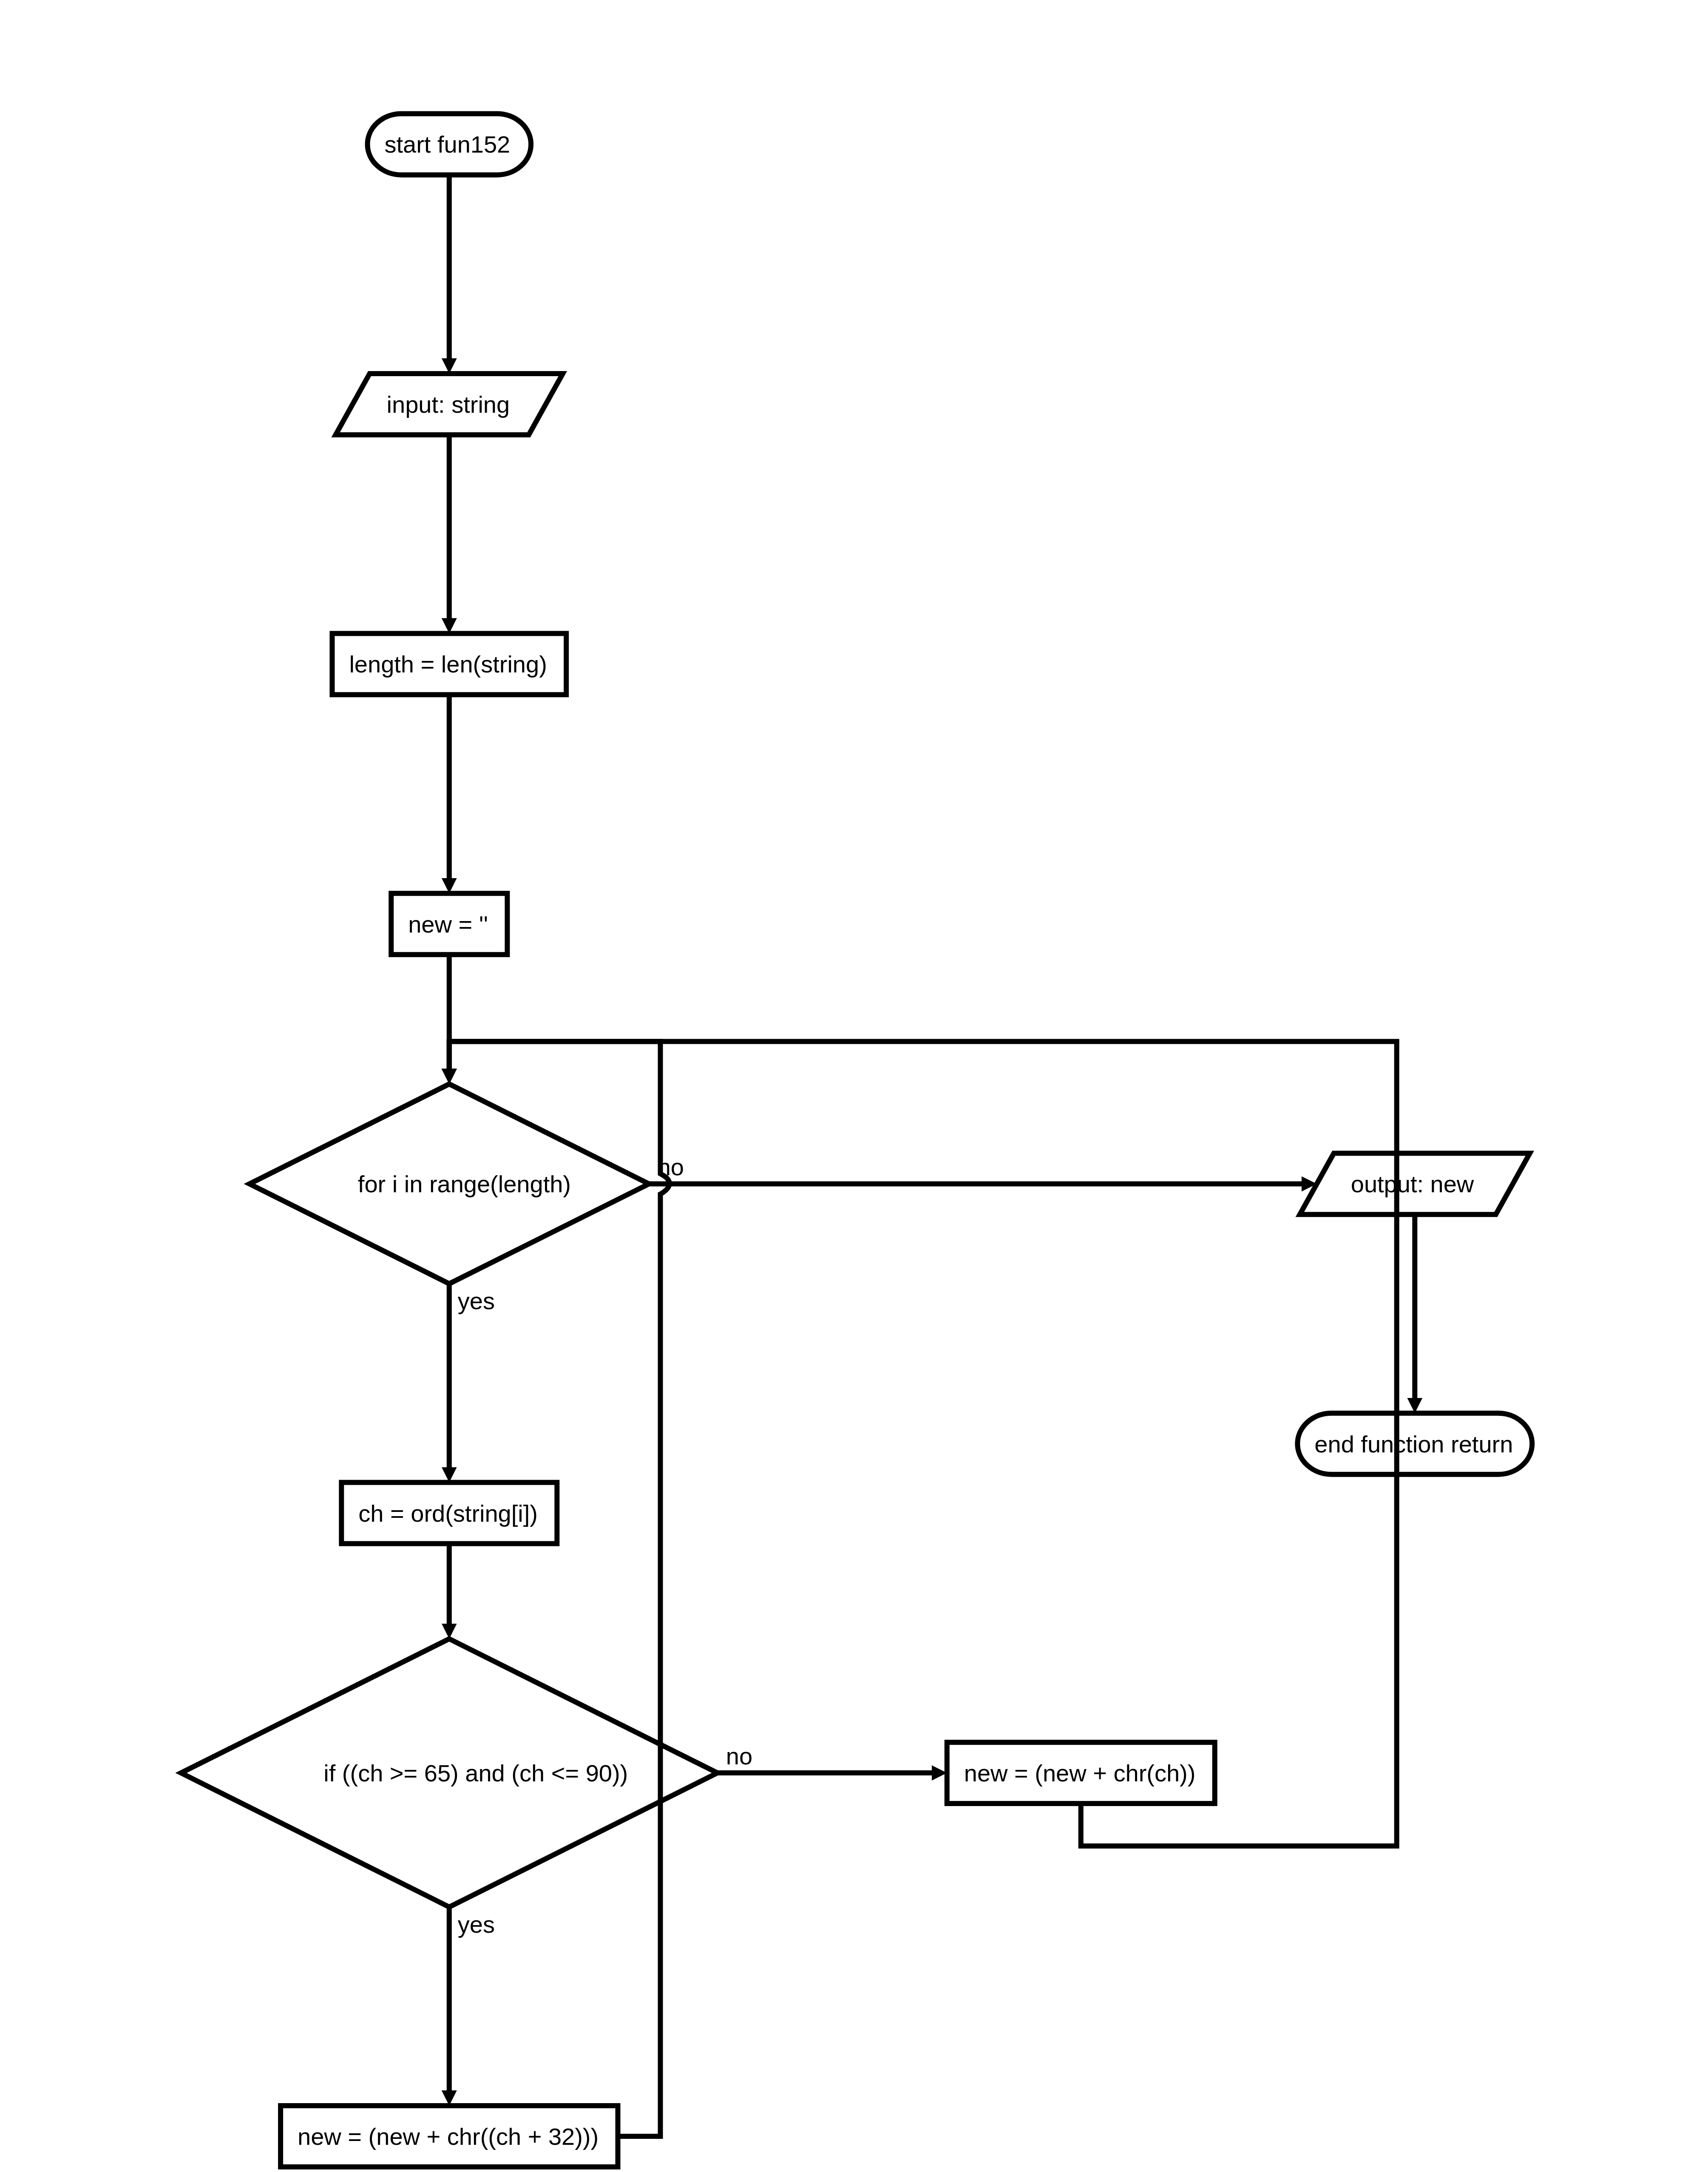 start fun152
input: string
length = len(string)
new = ''
for i in range(length)
no
output: new
yes
end function return
ch = ord(string[i])
if ((ch >= 65) and (ch <= 90))
no
new = (new + chr(ch))
yes
new = (new + chr((ch + 32)))